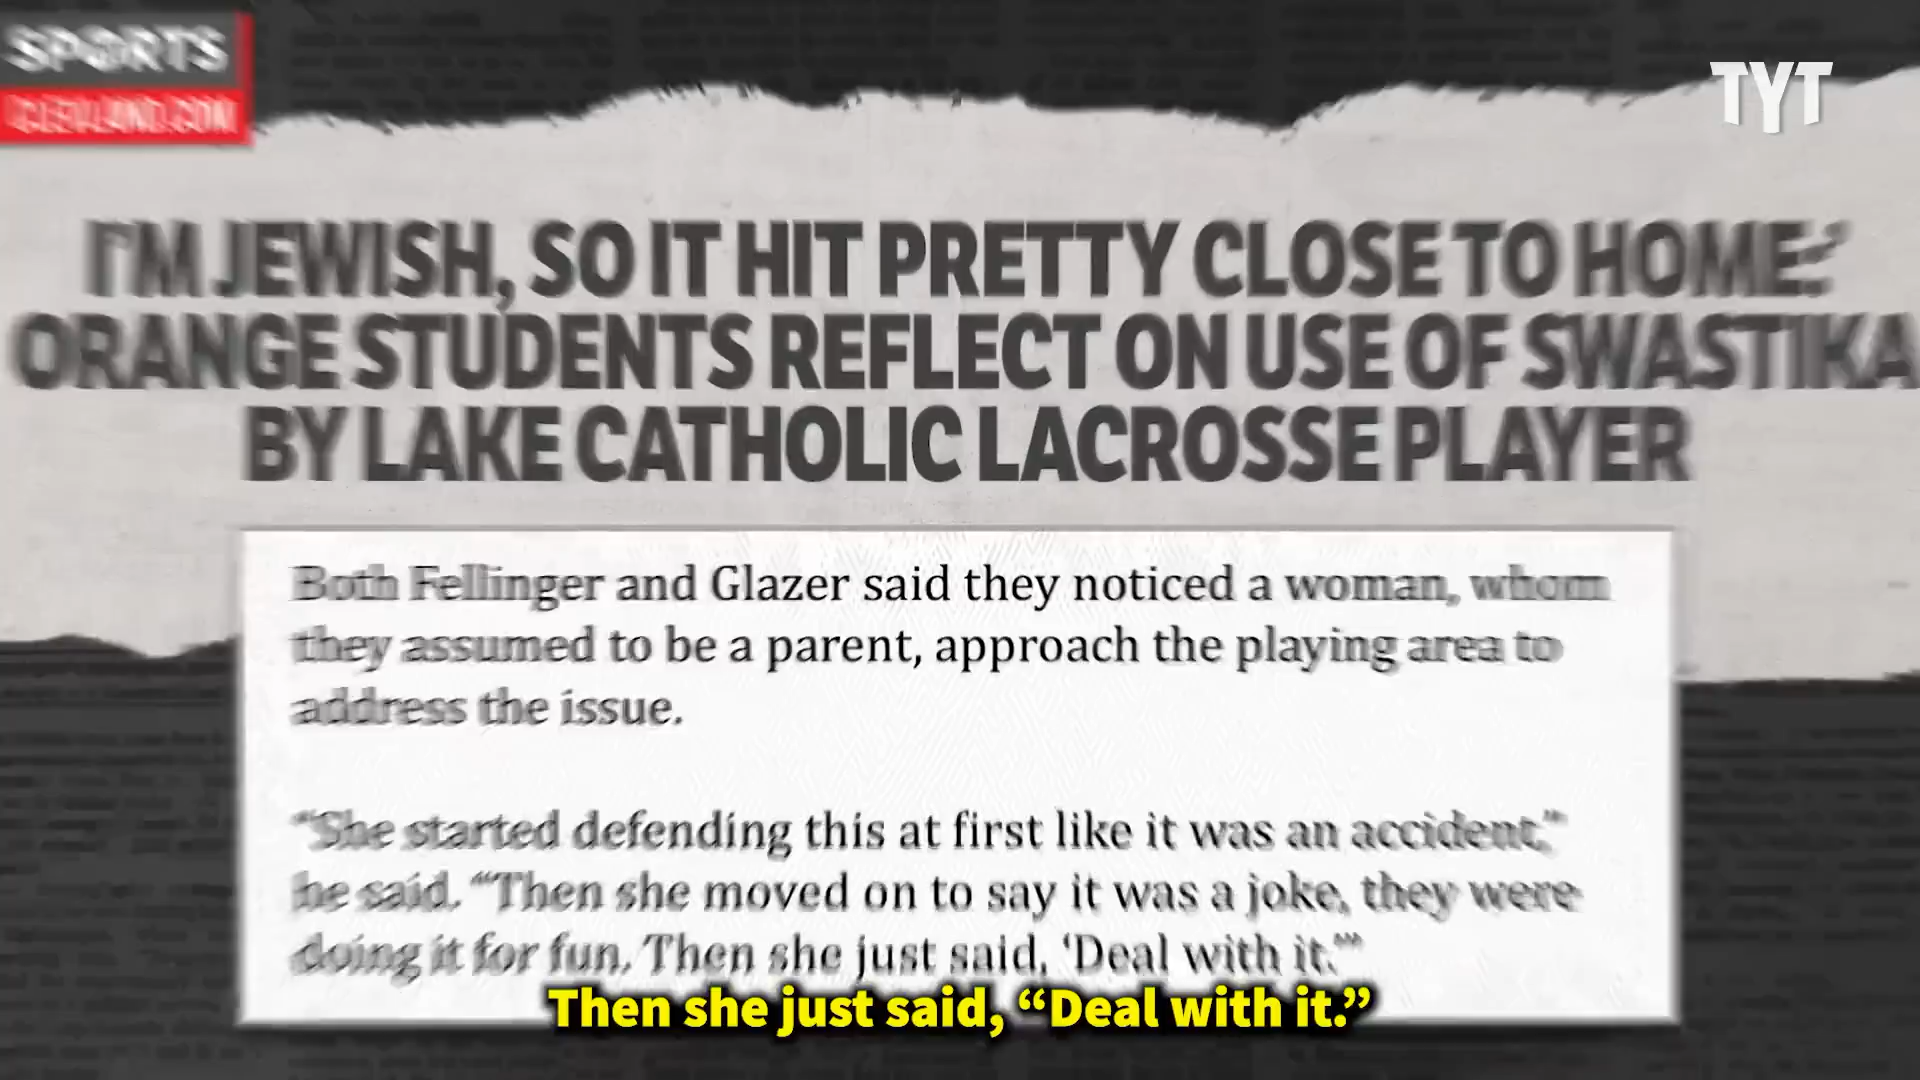 SPORTS
CLEVLAND.COM
TYT
I'M JEWISH, SO IT HIT PRETTY CLOSE TO HOME:'
ORANGE STUDENTS REFLECT ON USE OF SWASTIKA
BY LAKE CATHOLIC LACROSSE PLAYER
Both Fellinger and Glazer said they noticed a woman, whom
they assumed to be a parent, approach the playing area to
address the issue.
“She started defending this at first like it was an accident,”
he said. “Then she moved on to say it was a joke, they were
doing it for fun. Then she just said, ‘Deal with it.’”
Then she just said, “Deal with it.”